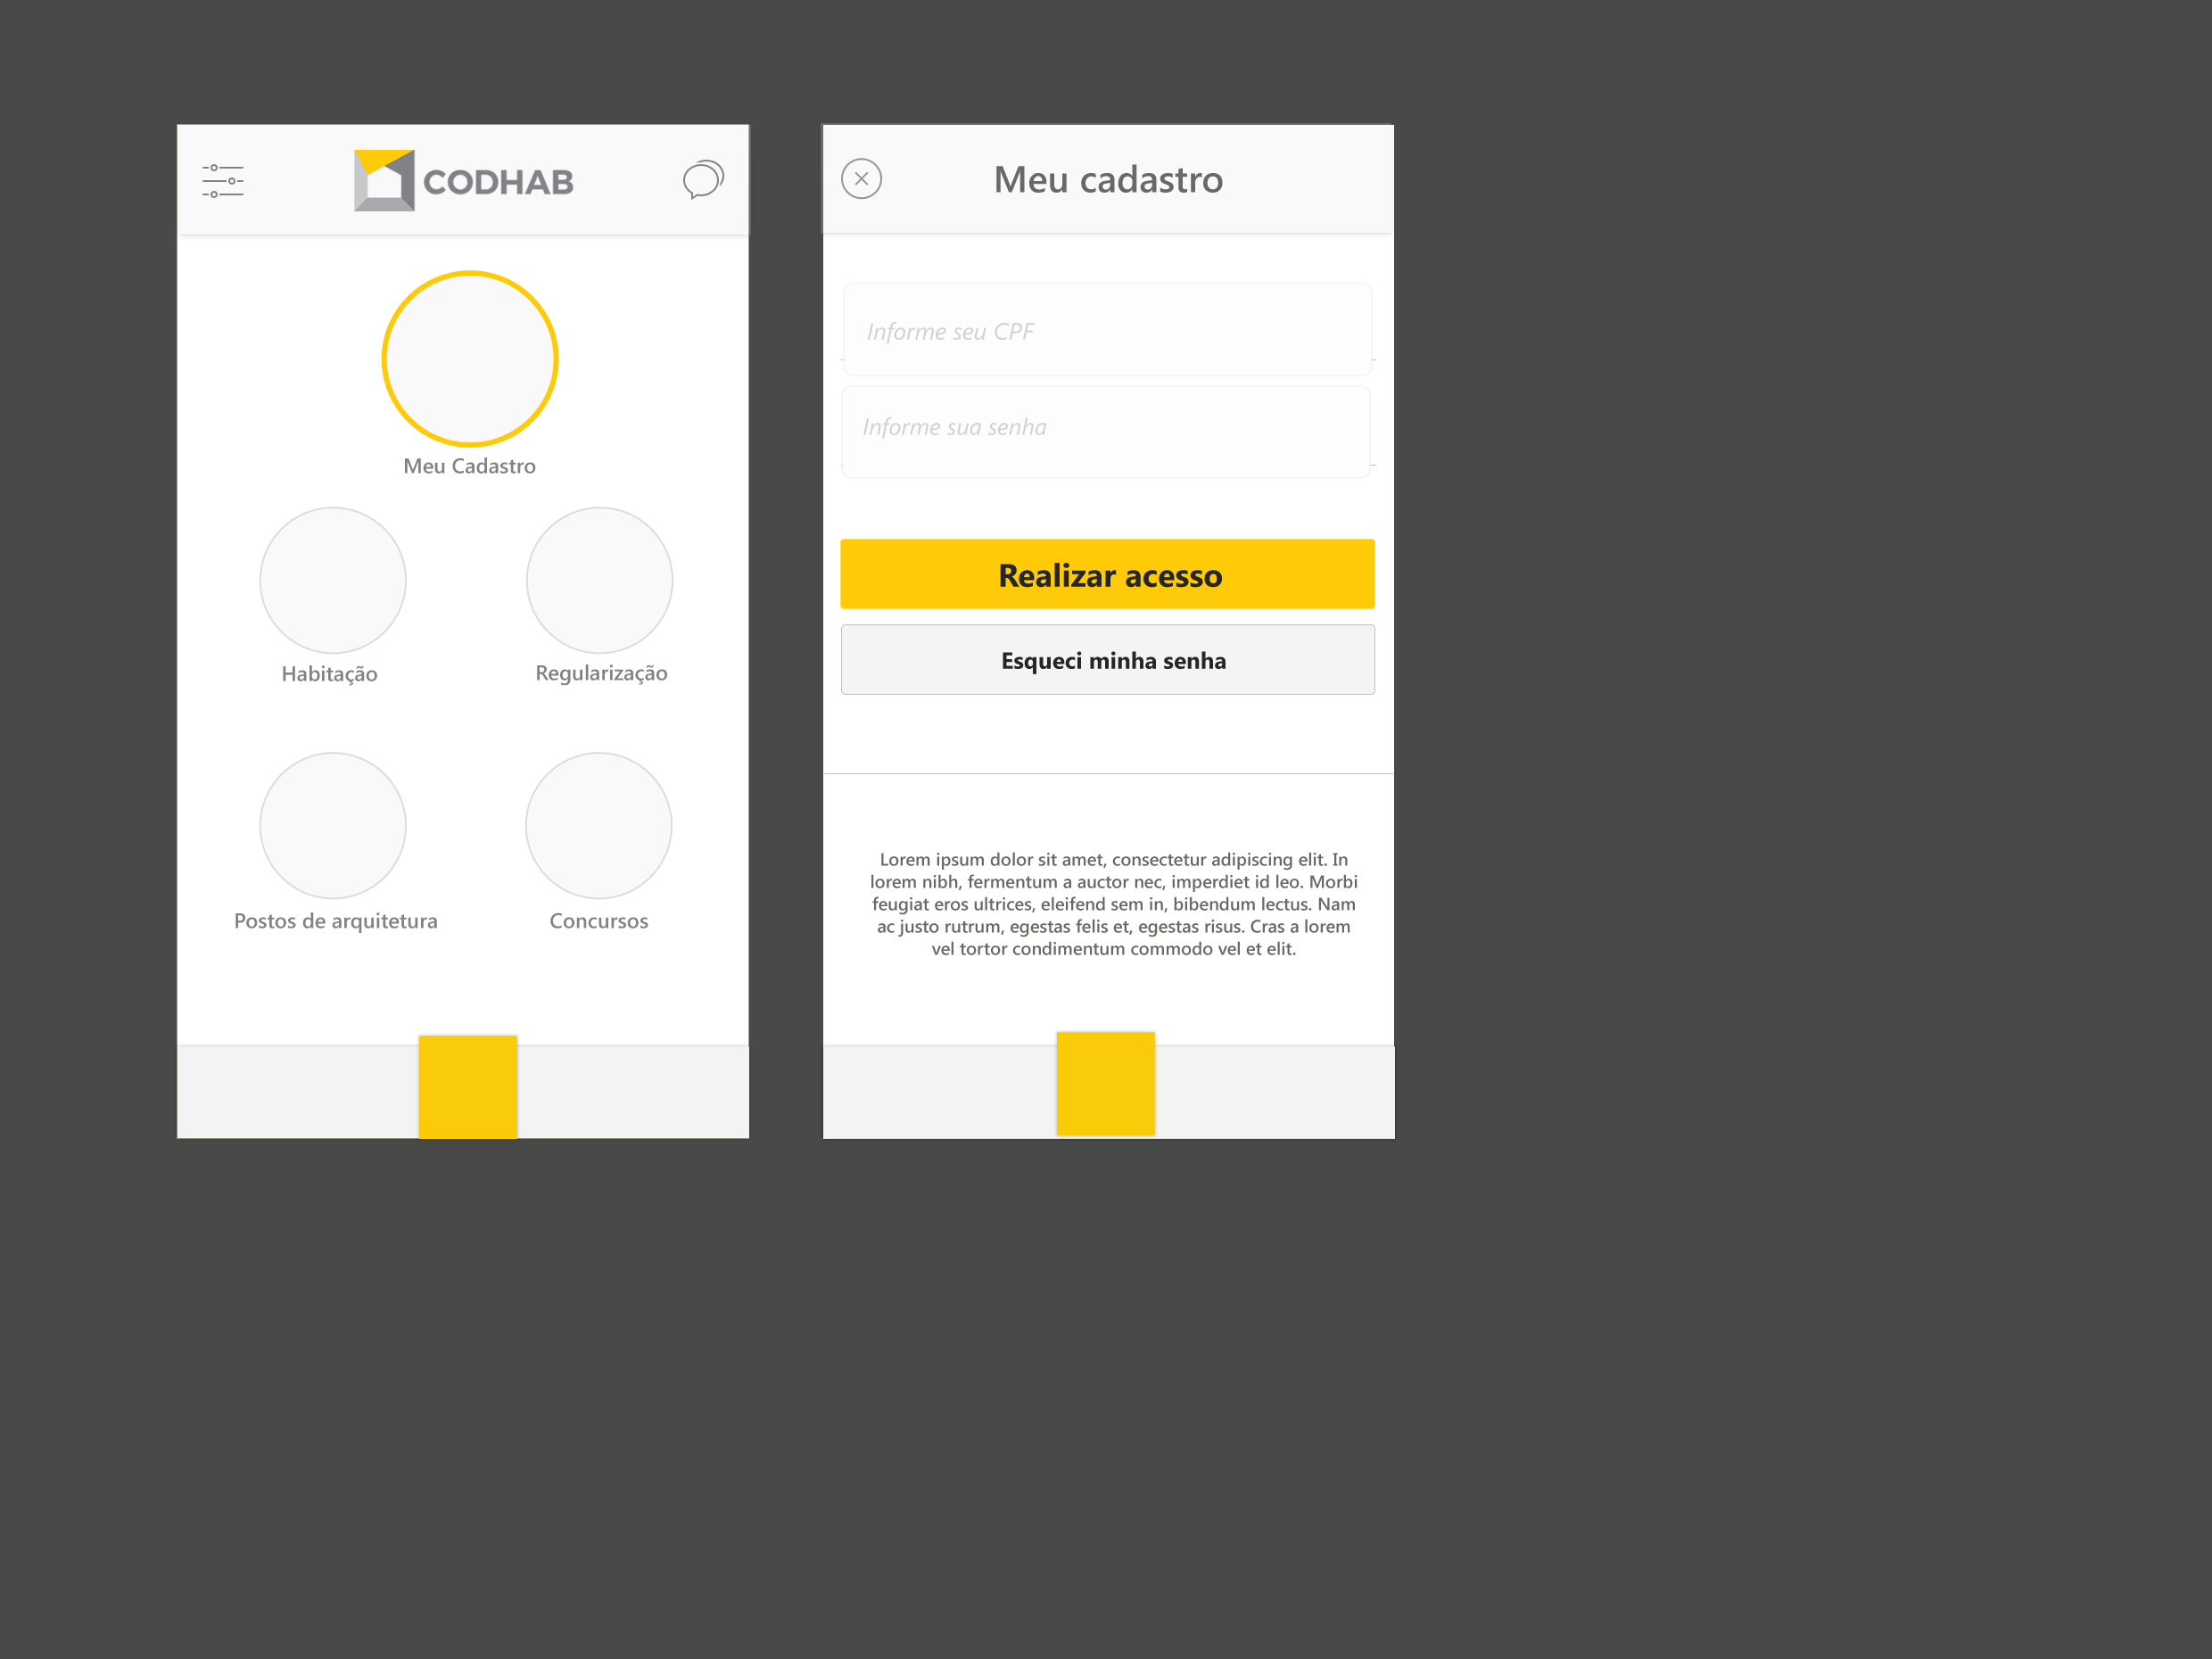 CODHAB
Meu Cadastro
Habitação
Regularização
Postos de arquitetura
Concursos
Meu cadastro
Informe seu CPF
Informe sua senha
Realizar acesso
Esqueci minha senha
Lorem ipsum dolor sit amet, consectetur adipiscing elit. In
lorem nibh, fermentum a auctor nec, imperdiet id leo. Morbi
feugiat eros ultrices, eleifend sem in, bibendum lectus. Nam
ac justo rutrum, egestas felis et, egestas risus. Cras a lorem
vel tortor condimentum commodo vel et elit.